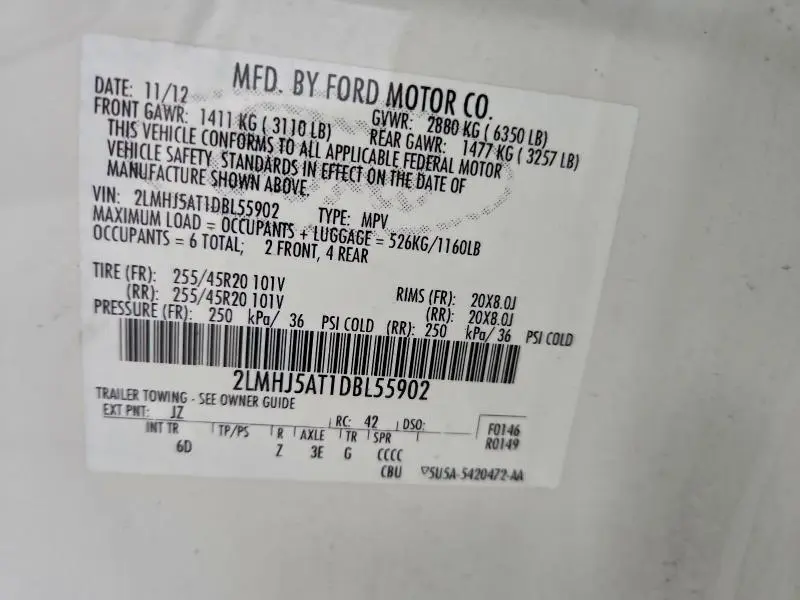 MFD. BY FORD MOTOR CO.
DATE: 11/12 GVWR: 2880 KG ( 6350 LB)
FRONT GAWR: 1411 KG ( 3110 LB) REAR GAWR: 1477 KG ( 3257 LB)
THIS VEHICLE CONFORMS TO ALL APPLICABLE FEDERAL MOTOR
VEHICLE SAFETY. STANDARDS IN EFFECT ON THE DATE OF
MANUFACTURE SHOWN ABOVE.
VIN: 2LMHJ5AT1DBL55902 TYPE: MPV
MAXIMUM LOAD = OCCUPANTS + LUGGAGE = 526KG/1160LB
OCCUPANTS = 6 TOTAL; 2 FRONT, 4 REAR
TIRE (FR): 255/45R20 101V RIMS (FR): 20X8.0J
(RR): 255/45R20 101V (RR): 20X8.0J
PRESSURE (FR): 250 kPa/ 36 PSI COLD (RR): 250 kPa/ 36 PSI COLD
2LMHJ5AT1DBL55902
TRAILER TOWING - SEE OWNER GUIDE
EXT PNT: JZ RC: 42 DSO: F0146
INT TR TP/PS R AXLE TR SPR R0149
6D Z 3E G CCCC
CBU 5U5A-5420472-AA